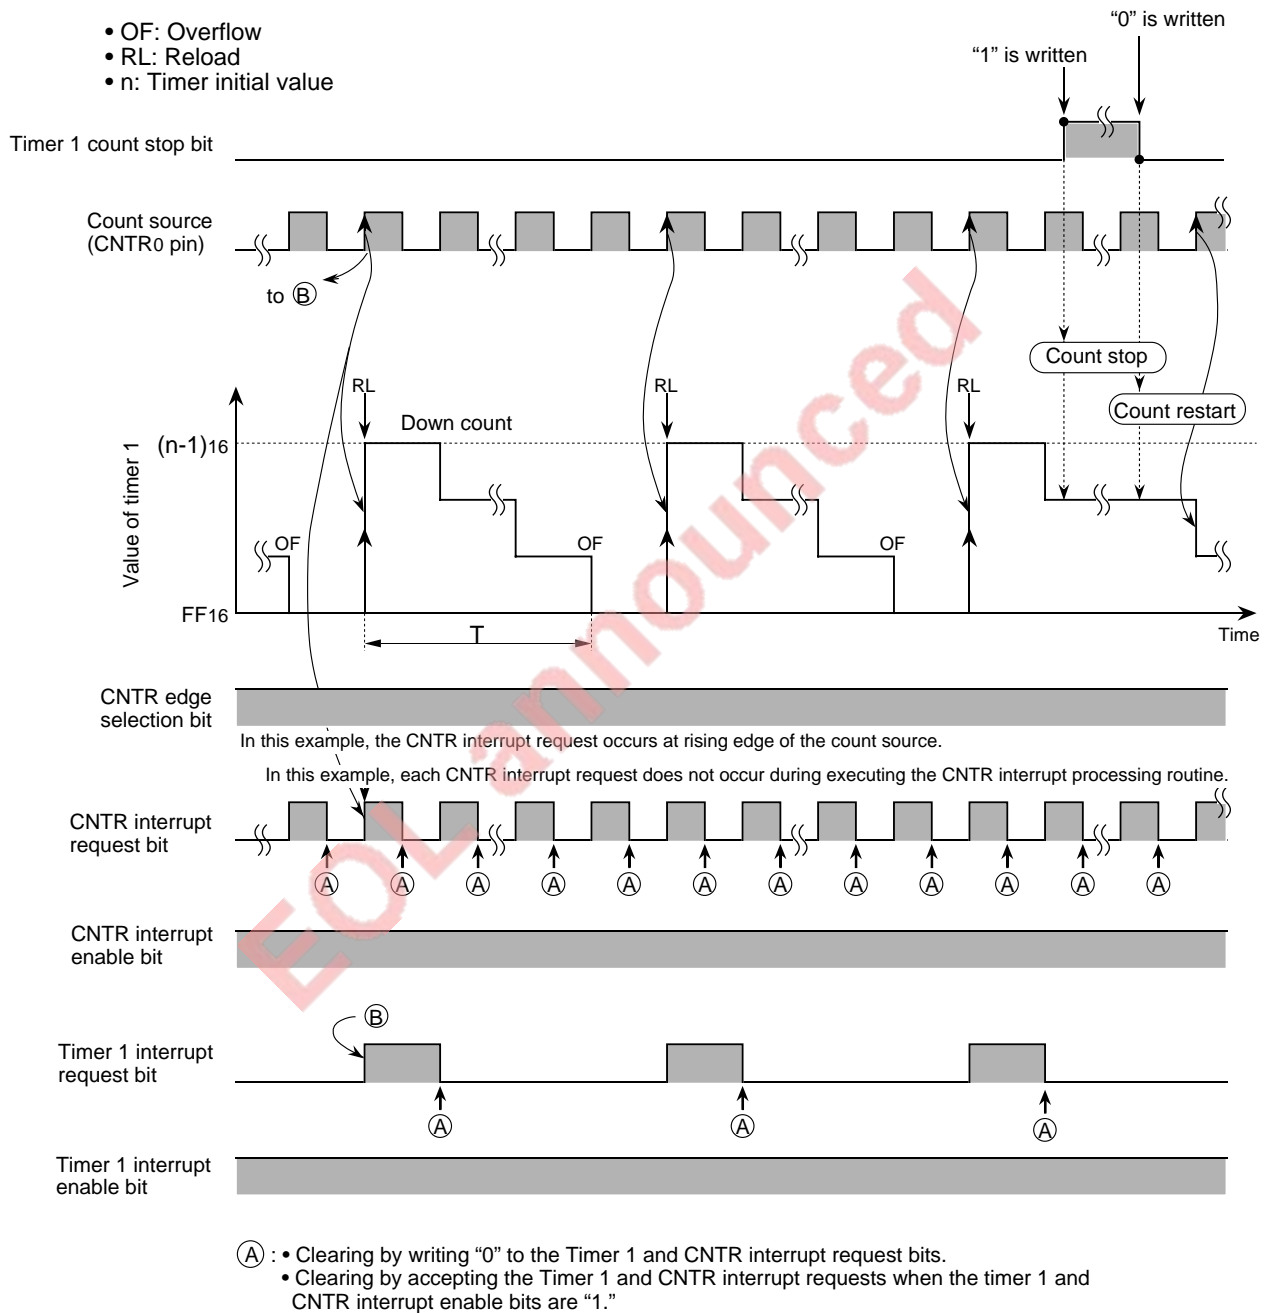 • OF: Overflow
• RL: Reload
• n: Timer initial value
“0” is written
“1” is written
Timer 1 count stop bit
Count source
(CNTR0 pin)
to B
Count stop
RL
RL
RL
Count restart
Down count
(n-1)16
Value of timer 1
OF
OF
OF
FF16
T
Time
CNTR edge
selection bit
In this example, the CNTR interrupt request occurs at rising edge of the count source.
In this example, each CNTR interrupt request does not occur during executing the CNTR interrupt processing routine.
CNTR interrupt
request bit
A A A A A A A A A A A A
CNTR interrupt
enable bit
B
Timer 1 interrupt
request bit
A A A
Timer 1 interrupt
enable bit
A : • Clearing by writing “0” to the Timer 1 and CNTR interrupt request bits.
• Clearing by accepting the Timer 1 and CNTR interrupt requests when the timer 1 and
CNTR interrupt enable bits are “1.”
EOL announced